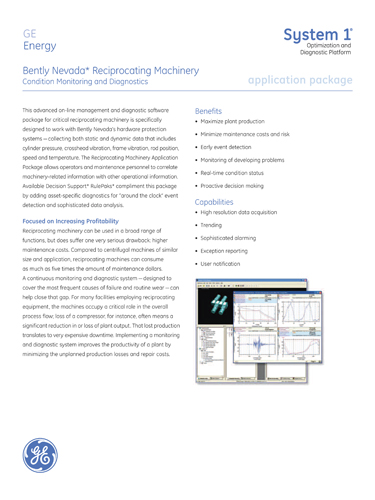 GE
Energy
System 1*
Optimization and
Diagnostic Platform
Bently Nevada* Reciprocating Machinery
Condition Monitoring and Diagnostics
application package
This advanced on-line management and diagnostic software
package for critical reciprocating machinery is specifically
designed to work with Bently Nevada's hardware protection
systems — collecting both static and dynamic data that includes
cylinder pressure, crosshead vibration, frame vibration, rod position,
speed and temperature. The Reciprocating Machinery Application
Package allows operators and maintenance personnel to correlate
machinery-related information with other operational information.
Available Decision Support* RulePaks* compliment this package
by adding asset-specific diagnostics for "around the clock" event
detection and sophisticated data analysis.
Focused on Increasing Profitability
Reciprocating machinery can be used in a broad range of
functions, but does suffer one very serious drawback: higher
maintenance costs. Compared to centrifugal machines of similar
size and application, reciprocating machines can consume
as much as five times the amount of maintenance dollars.
A continuous monitoring and diagnostic system – designed to
cover the most frequent causes of failure and routine wear – can
help close that gap. For many facilities employing reciprocating
equipment, the machines occupy a critical role in the overall
process flow; loss of a compressor, for instance, often means a
significant reduction in or loss of plant output. That lost production
translates to very expensive downtime. Implementing a monitoring
and diagnostic system improves the productivity of a plant by
minimizing the unplanned production losses and repair costs.
Benefits
• Maximize plant production
• Minimize maintenance costs and risk
• Early event detection
• Monitoring of developing problems
• Real-time condition status
• Proactive decision making
Capabilities
• High resolution data acquisition
• Trending
• Sophisticated alarming
• Exception reporting
• User notification